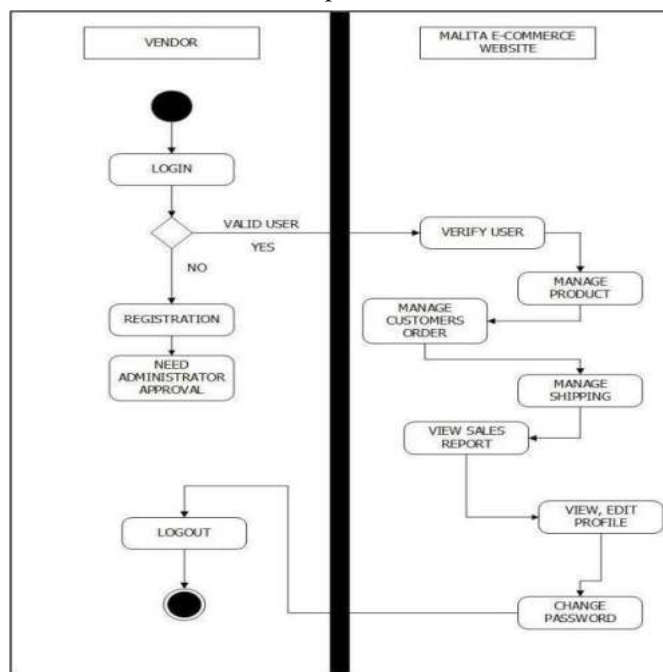 VENDOR
MALITA E-COMMERCE
WEBSITE
LOGIN
VALID USER
YES
VERIFY USER
NO
MANAGE
PRODUCT
REGISTRATION
MANAGE
CUSTOMERS
ORDER
NEED
ADMINISTRATOR
APPROVAL
MANAGE
SHIPPING
VIEW SALES
REPORT
LOGOUT
VIEW, EDIT
PROFILE
CHANGE
PASSWORD